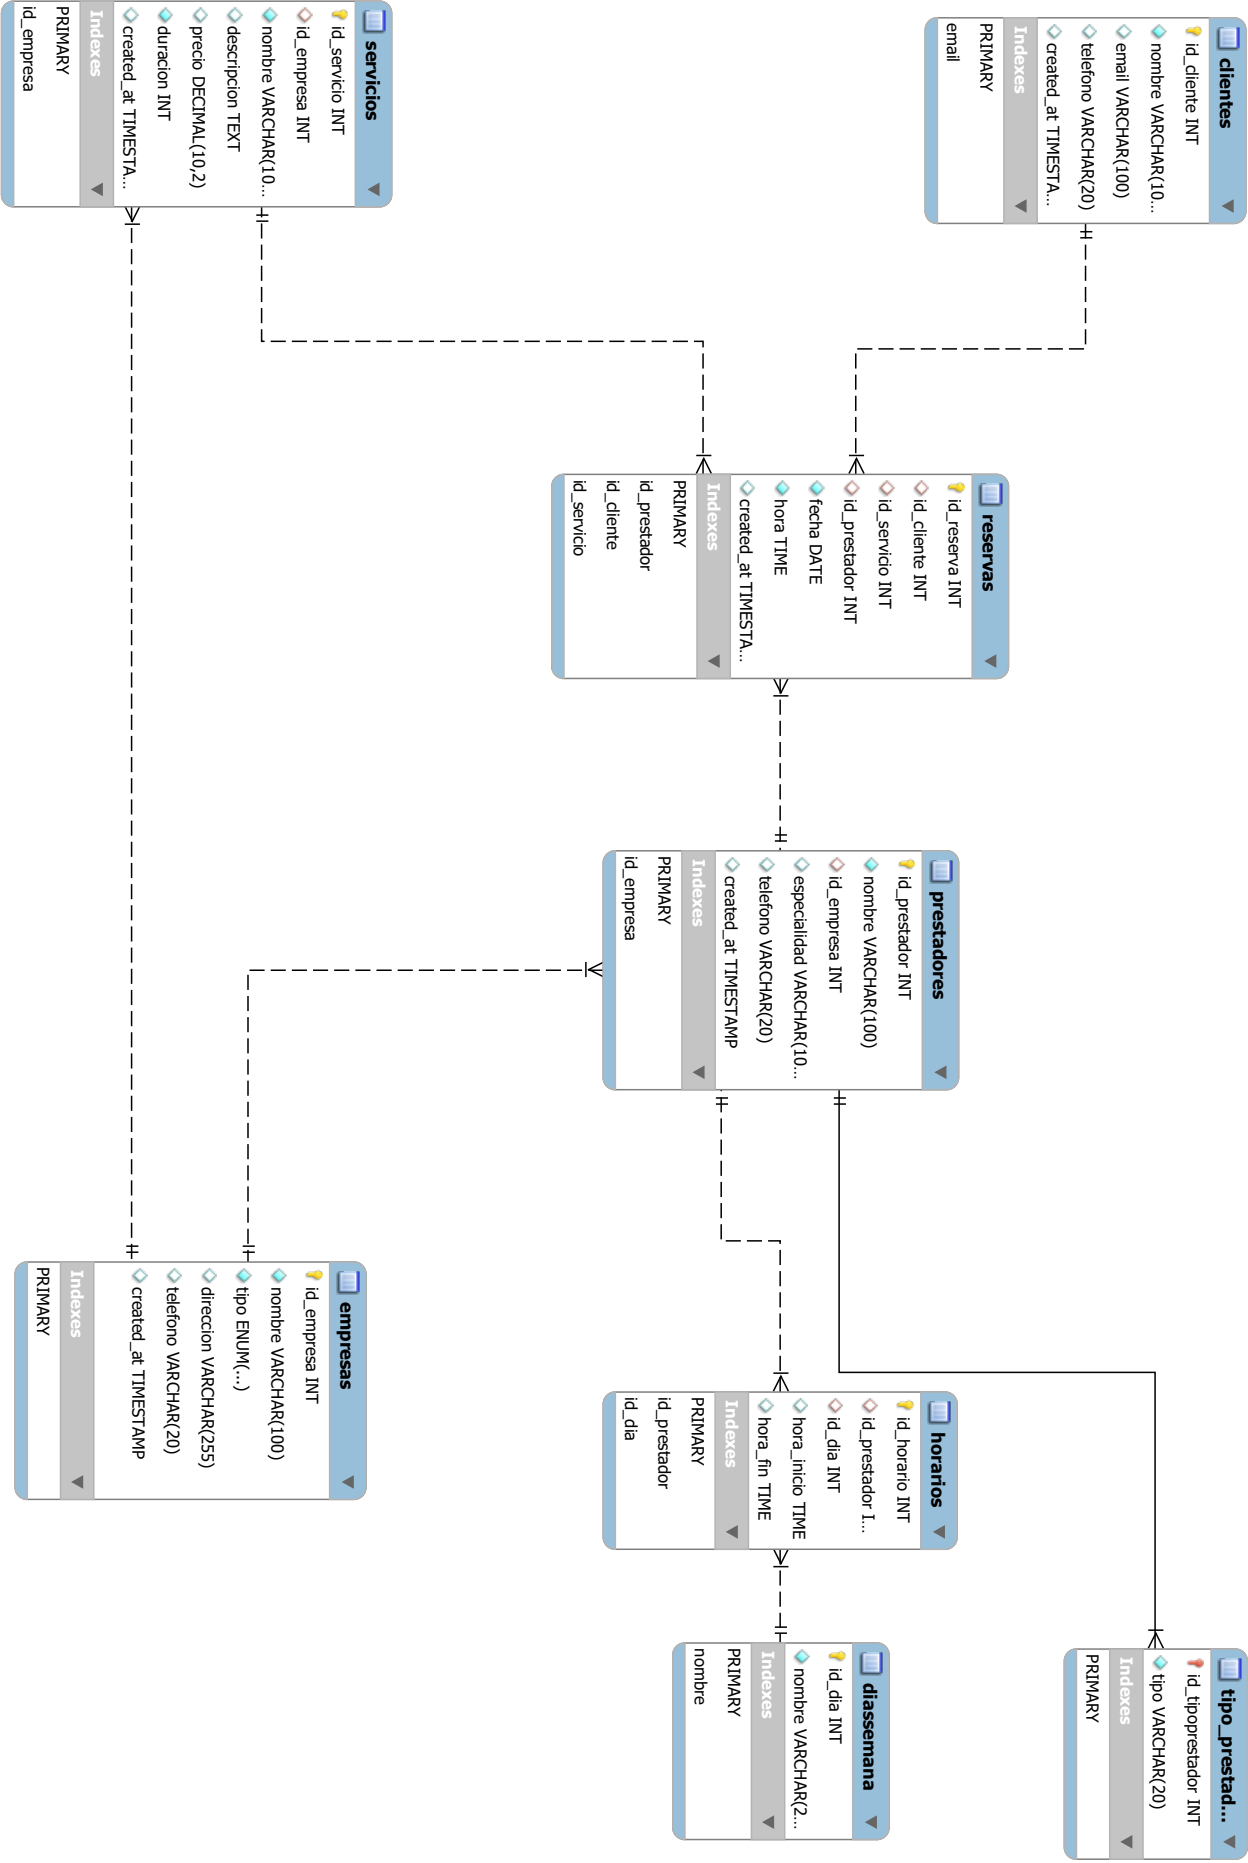 clientes
id_cliente INT
nombre VARCHAR(10...
email VARCHAR(100)
telefono VARCHAR(20)
created_at TIMESTA...
Indexes
PRIMARY
email
servicios
id_servicio INT
id_empresa INT
nombre VARCHAR(10...
descripcion TEXT
precio DECIMAL(10,2)
duracion INT
created_at TIMESTA...
Indexes
PRIMARY
id_empresa
reservas
id_reserva INT
id_cliente INT
id_servicio INT
id_prestador INT
fecha DATE
hora TIME
created_at TIMESTA...
Indexes
PRIMARY
id_prestador
id_cliente
id_servicio
prestadores
id_prestador INT
nombre VARCHAR(100)
id_empresa INT
especialidad VARCHAR(10...
telefono VARCHAR(20)
created_at TIMESTAMP
Indexes
PRIMARY
id_empresa
empresas
id_empresa INT
nombre VARCHAR(100)
tipo ENUM(...)
direccion VARCHAR(255)
telefono VARCHAR(20)
created_at TIMESTAMP
Indexes
PRIMARY
horarios
id_horario INT
id_prestador I...
id_dia INT
hora_inicio TIME
hora_fin TIME
Indexes
PRIMARY
id_prestador
id_dia
tipo_prestad...
id_tipoprestador INT
tipo VARCHAR(20)
Indexes
PRIMARY
diassemana
id_dia INT
nombre VARCHAR(2...
Indexes
PRIMARY
nombre